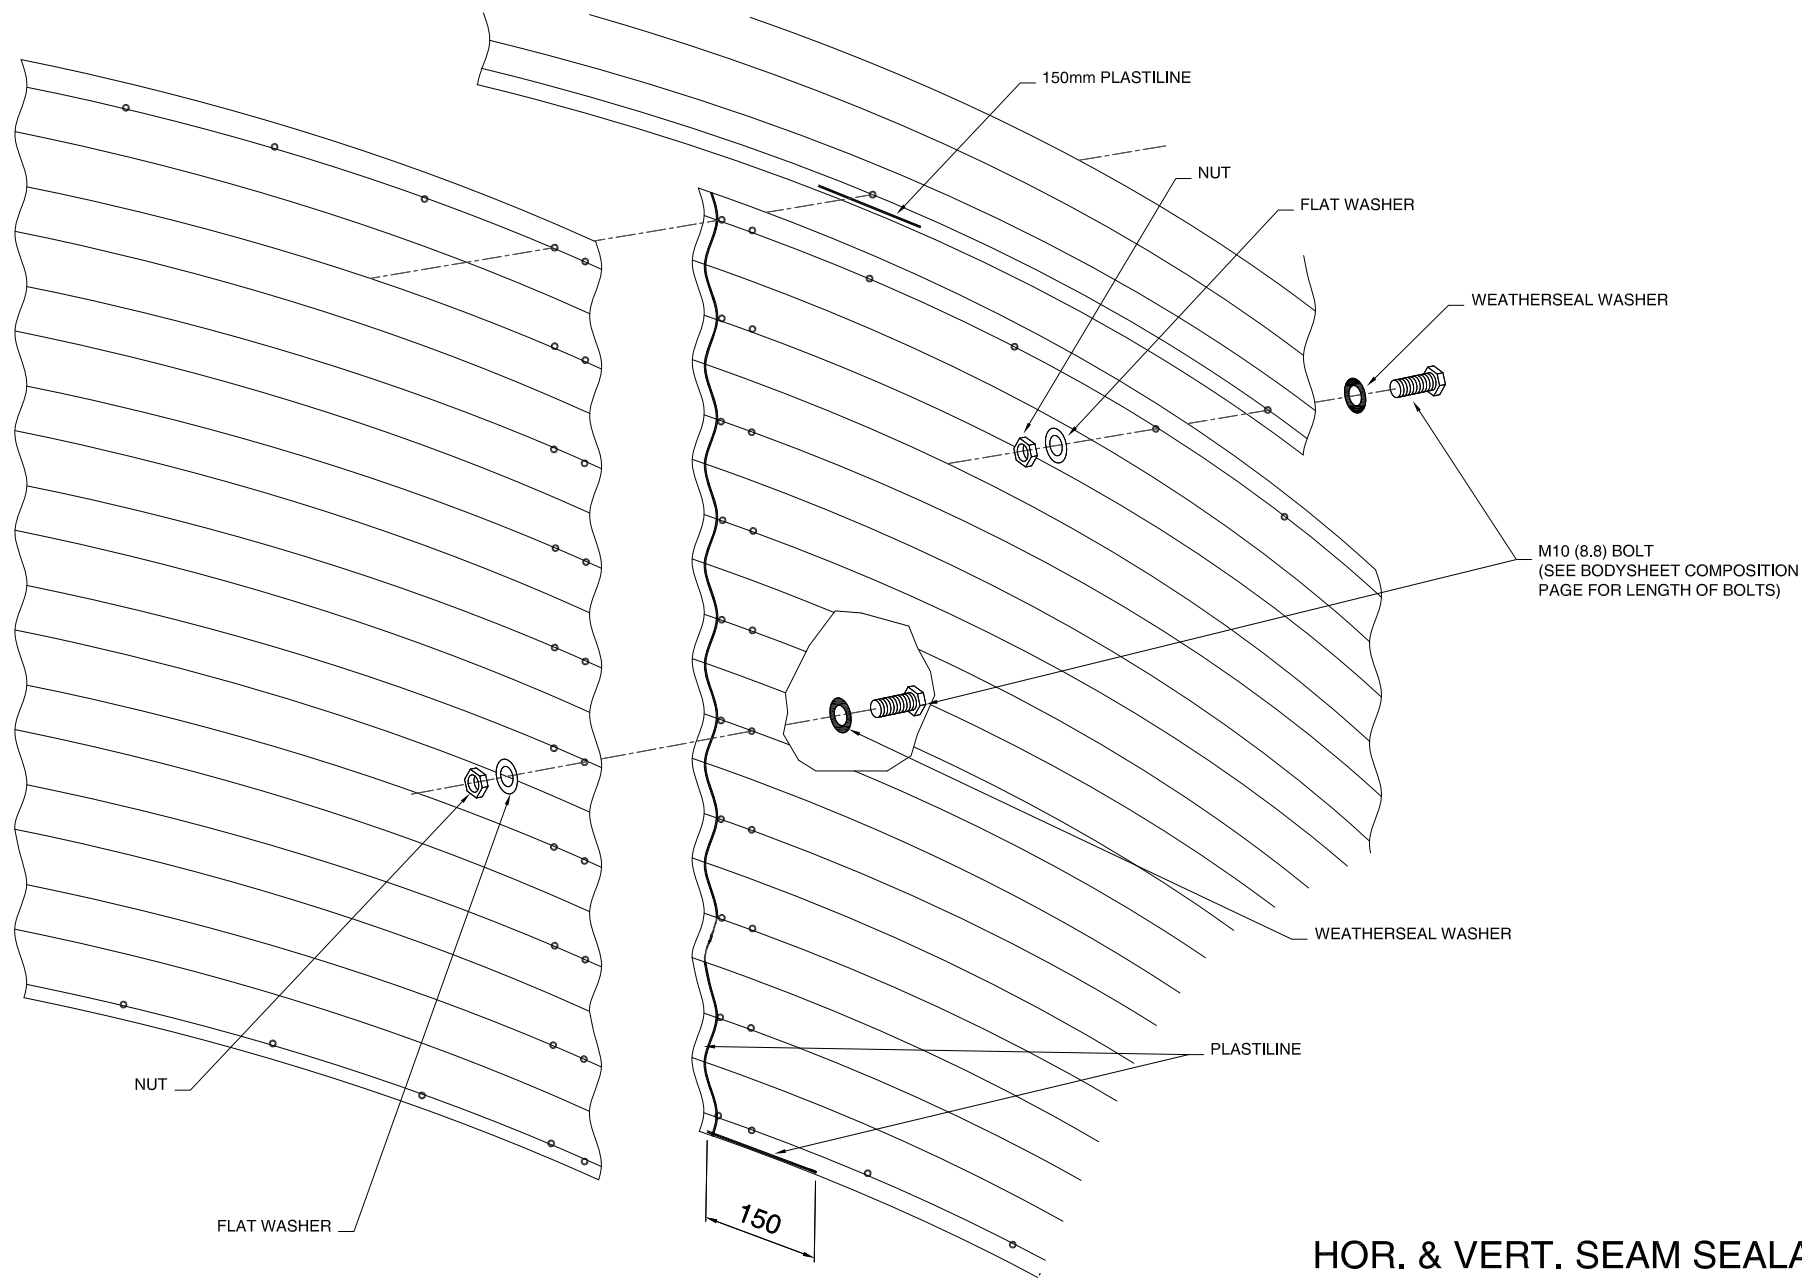 150mm PLASTILINE
NUT
FLAT WASHER
WEATHERSEAL WASHER
M10 (8.8) BOLT
(SEE BODYSHEET COMPOSITION
PAGE FOR LENGTH OF BOLTS)
WEATHERSEAL WASHER
PLASTILINE
NUT
150
FLAT WASHER
HOR. & VERT. SEAM SEALA